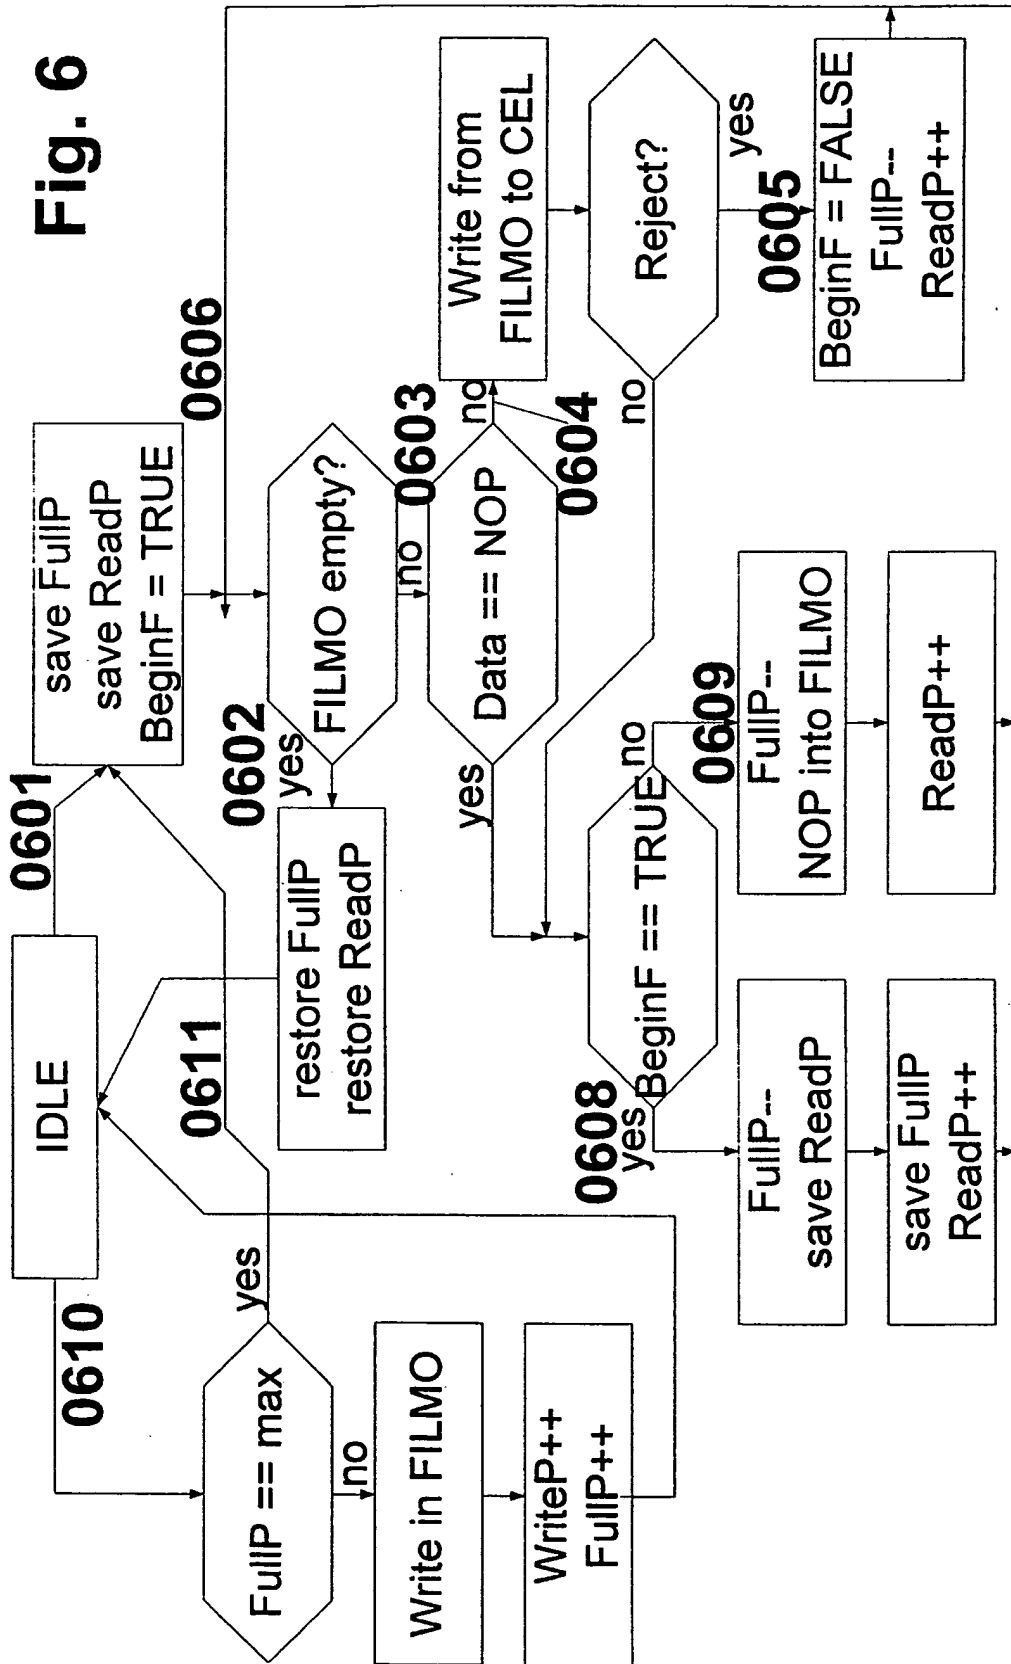 Fig. 6
IDLE
0610
0601
FullP == max
yes
no
0611
Write in FILMO
WriteP++
FullP++
save FullP
save ReadP
BeginF = TRUE
0606
FILMO empty?
yes
0602
no
restore FullP
restore ReadP
0603
Data == NOP
yes
no
0604
Write from
FILMO to CEL
Reject?
no
yes
0605
BeginF = FALSE
FullP--
ReadP++
BeginF == TRUE
0608
yes
no
0609
FullP--
save ReadP
save FullP
ReadP++
FullP--
NOP into FILMO
ReadP++